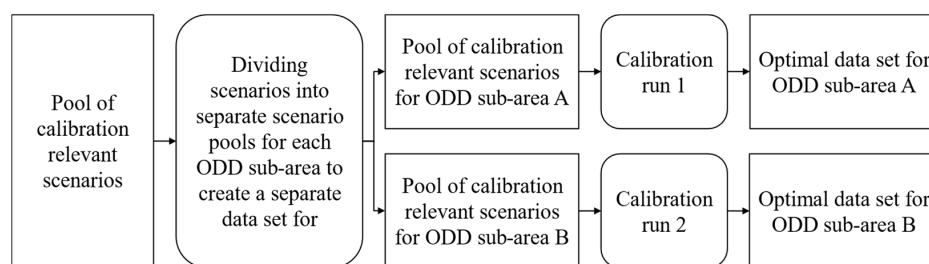 Pool of
calibration
relevant
scenarios
Dividing
scenarios into
separate scenario
pools for each
ODD sub-area to
create a separate
data set for
Pool of calibration
relevant scenarios
for ODD sub-area A
Calibration
run 1
Optimal data set for
ODD sub-area A
Pool of calibration
relevant scenarios
for ODD sub-area B
Calibration
run 2
Optimal data set for
ODD sub-area B